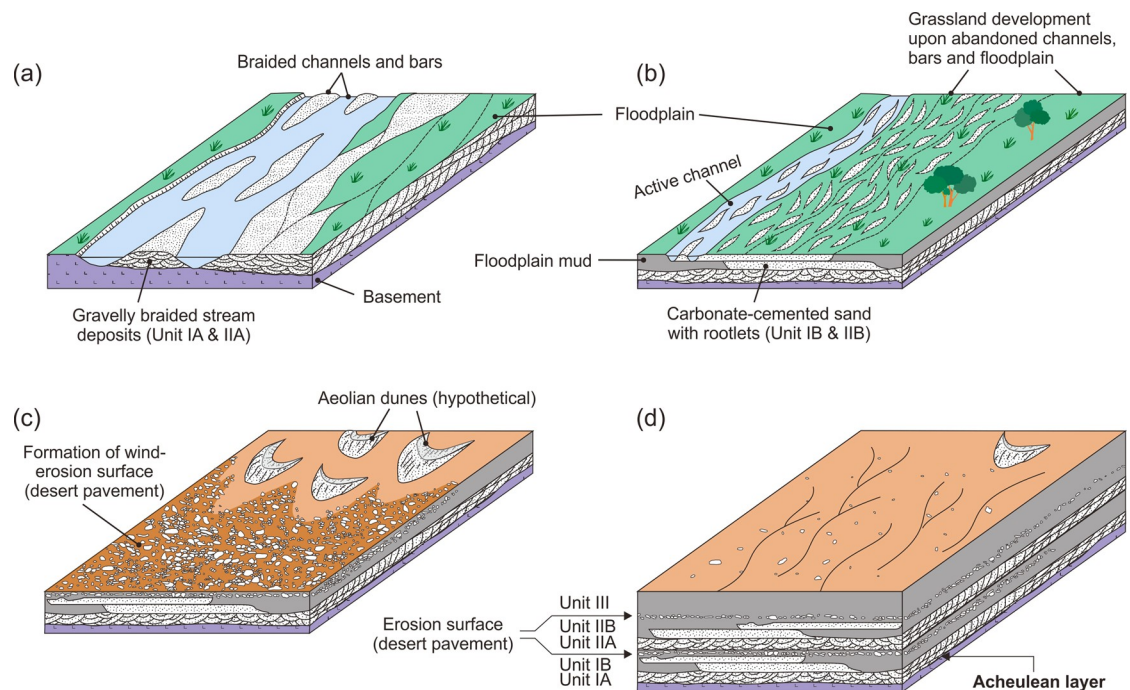 (a)
Braided channels and bars
Floodplain
Gravelly braided stream
deposits (Unit IA & IIA)
Basement
(b)
Grassland development
upon abandoned channels,
bars and floodplain
Active channel
Floodplain mud
Carbonate-cemented sand
with rootlets (Unit IB & IIB)
(c)
Aeolian dunes (hypothetical)
Formation of wind-
erosion surface
(desert pavement)
(d)
Erosion surface
(desert pavement)
Unit III
Unit IIB
Unit IIA
Unit IB
Unit IA
Acheulean layer